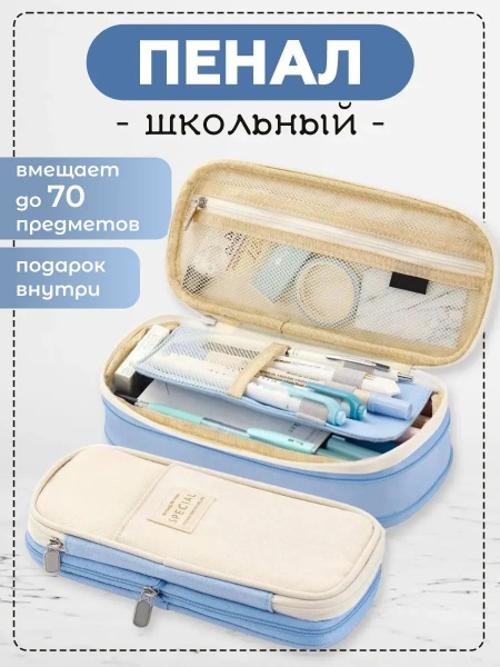 ПЕНАЛ
- ШКОЛЬНЫЙ -
вмещает
до 70
предметов
подарок
внутри
SPECIAL